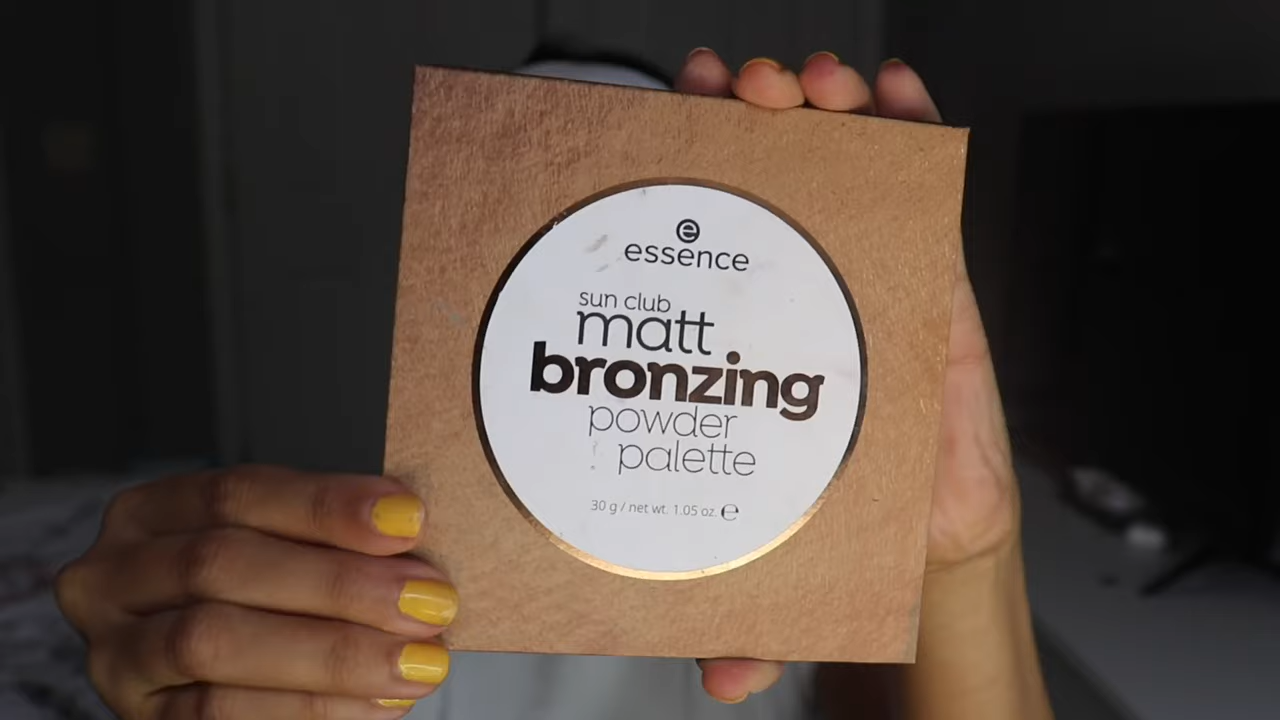 e
essence
sun club
matt
bronzing
powder
palette
30 g / net wt. 1.05 oz. ℮